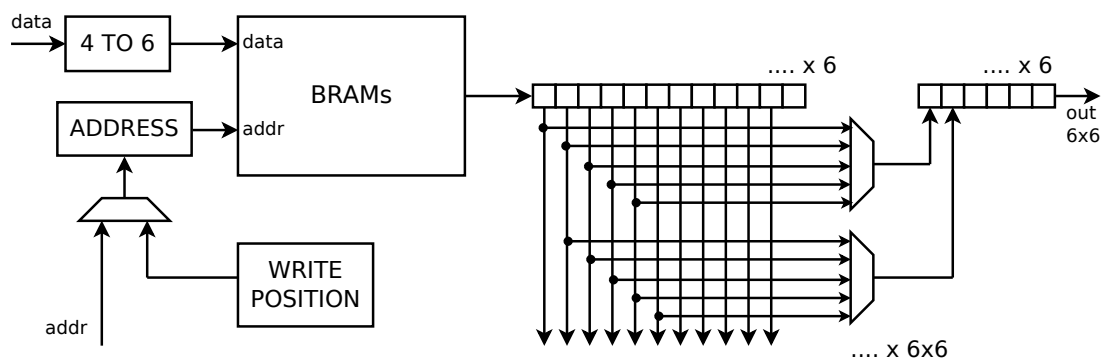 data
4 TO 6
data
BRAMs
.... x 6
.... x 6
ADDRESS
addr
out
6x6
WRITE
POSITION
addr
.... x 6x6